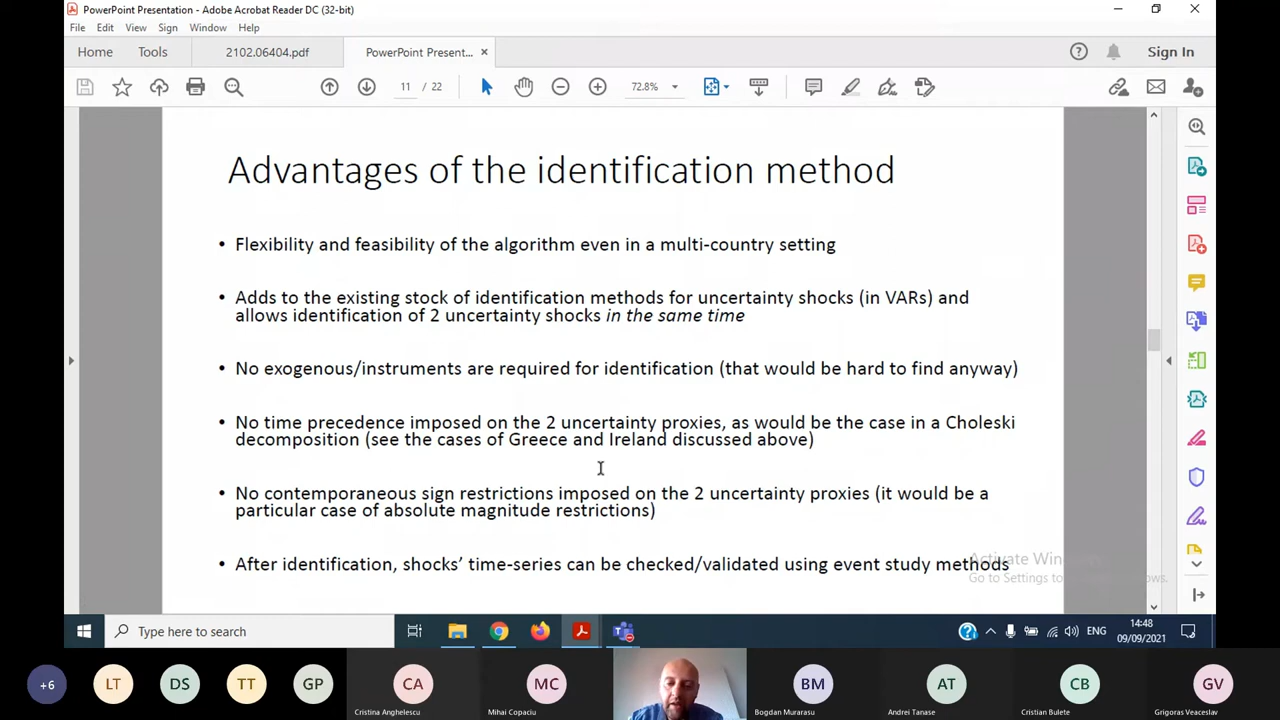 PowerPoint Presentation - Adobe Acrobat Reader DC (32-bit)
File Edit View Sign Window Help
Home Tools 2102.06404.pdf PowerPoint Present... × Sign In
11 / 22 72.8%
Advantages of the identification method
• Flexibility and feasibility of the algorithm even in a multi-country setting
• Adds to the existing stock of identification methods for uncertainty shocks (in VARs) and
allows identification of 2 uncertainty shocks in the same time
• No exogenous/instruments are required for identification (that would be hard to find anyway)
• No time precedence imposed on the 2 uncertainty proxies, as would be the case in a Choleski
decomposition (see the cases of Greece and Ireland discussed above)
• No contemporaneous sign restrictions imposed on the 2 uncertainty proxies (it would be a
particular case of absolute magnitude restrictions)
• After identification, shocks' time-series can be checked/validated using event study methods
Activate Win
Go to Settings to
Type here to search
ENG
14:48
09/09/2021
+6 LT DS TT GP CA MC BM AT CB GV
Cristina Anghelescu Mihai Copaciu Bogdan Murarasu Andrei Tanase Cristian Bulete Grigoras Veaceslav